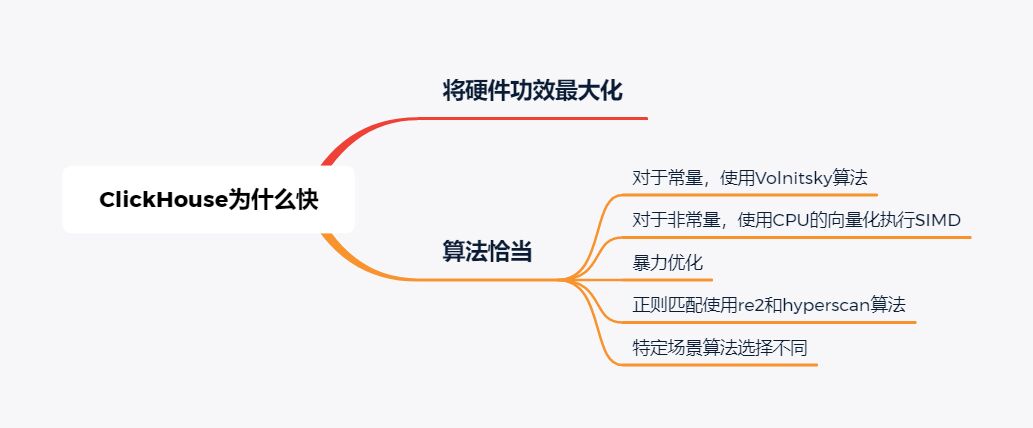 将硬件功效最大化
ClickHouse为什么快
算法恰当
对于常量，使用Volnitsky算法
对于非常量，使用CPU的向量化执行SIMD
暴力优化
正则匹配使用re2和hyperscan算法
特定场景算法选择不同